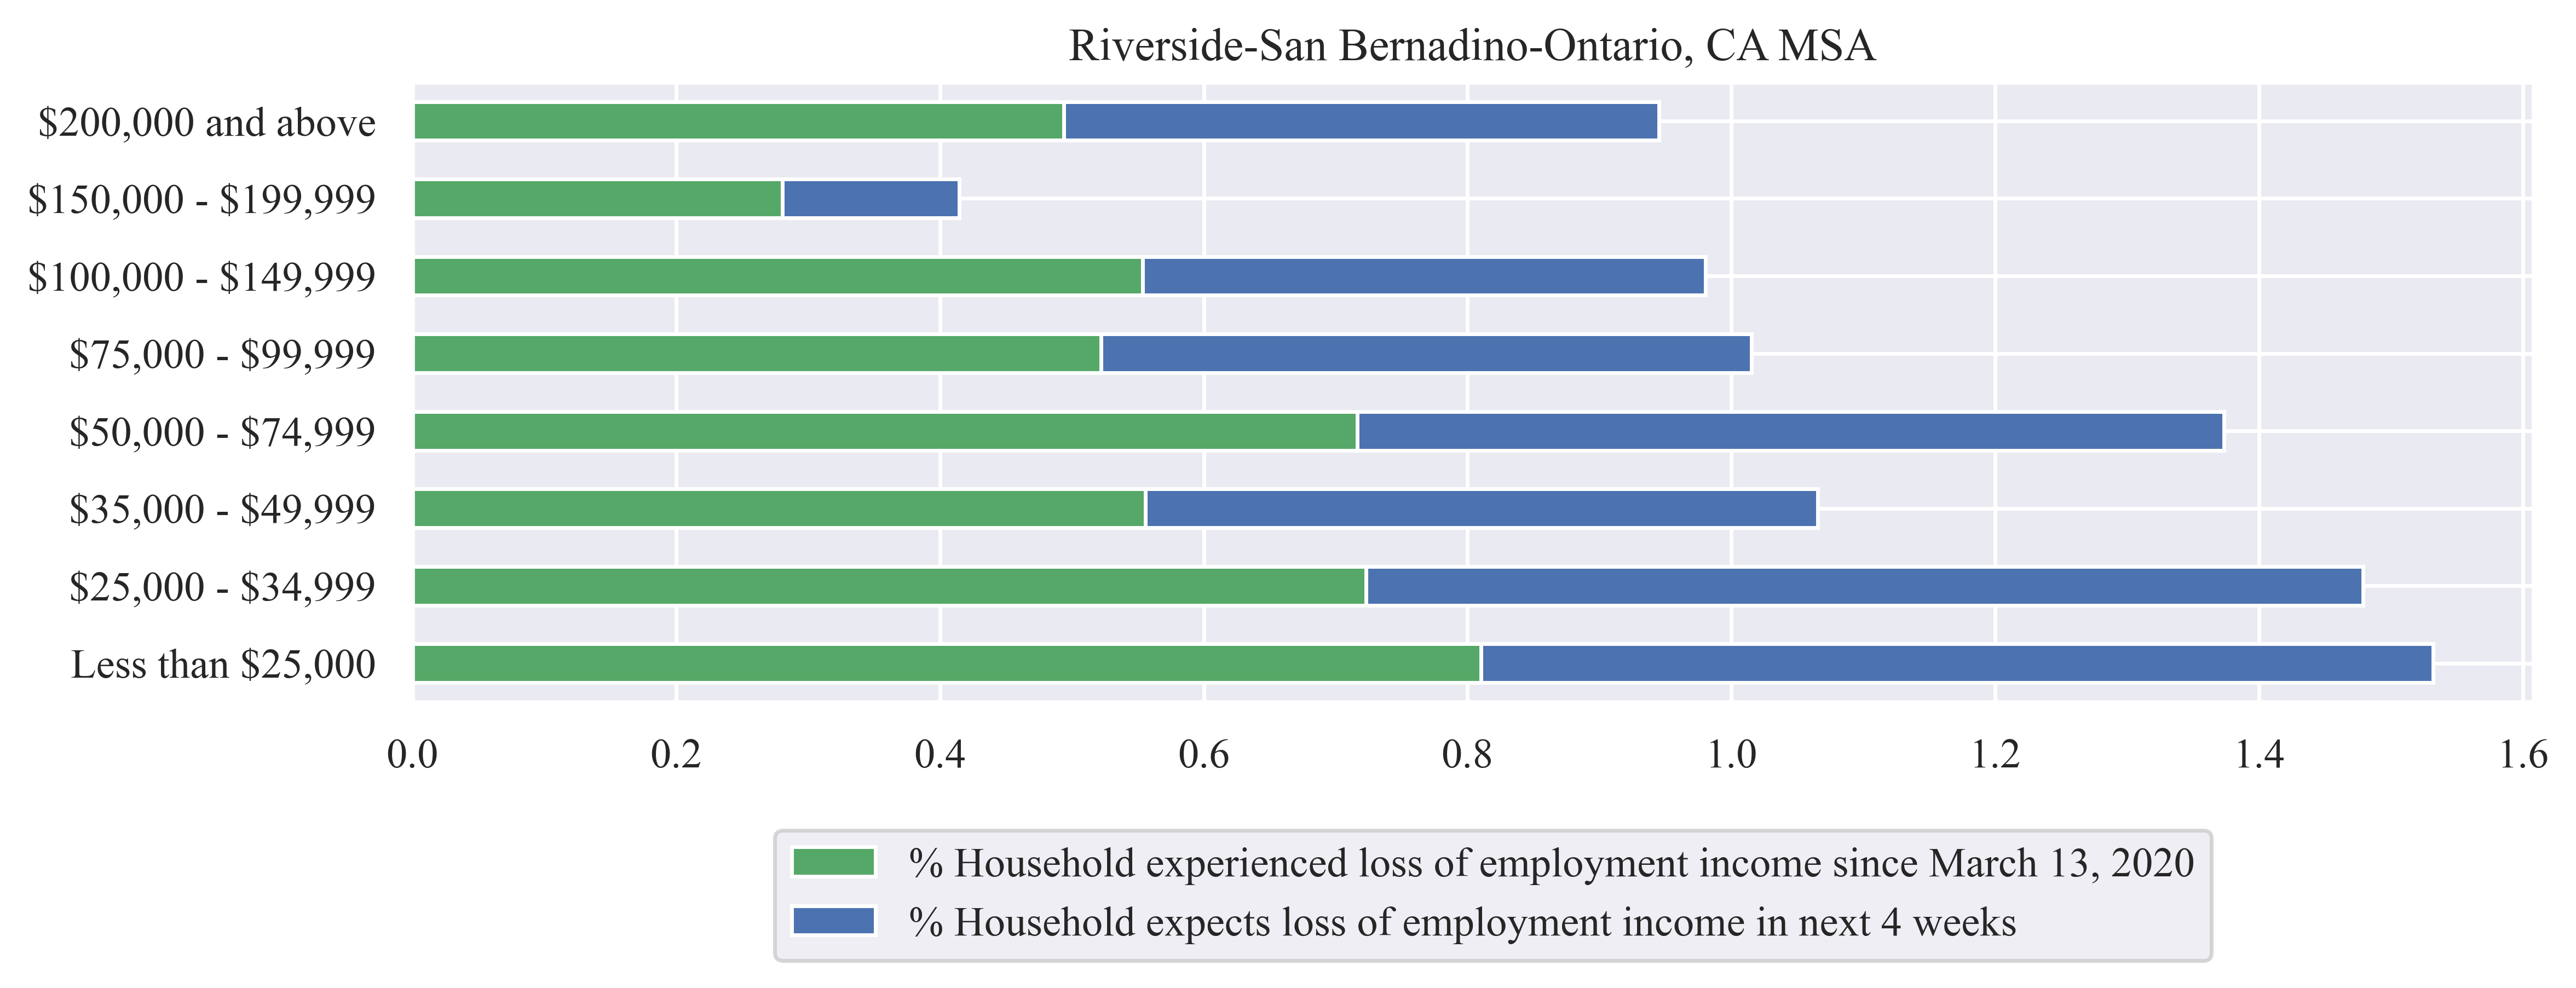 Riverside-San Bernadino-Ontario, CA MSA
$200,000 and above
$150,000 - $199,999
$100,000 - $149,999
$75,000 - $99,999
$50,000 - $74,999
$35,000 - $49,999
$25,000 - $34,999
Less than $25,000
0.0 0.2 0.4 0.6 0.8 1.0 1.2 1.4 1.6
% Household experienced loss of employment income since March 13, 2020
% Household expects loss of employment income in next 4 weeks